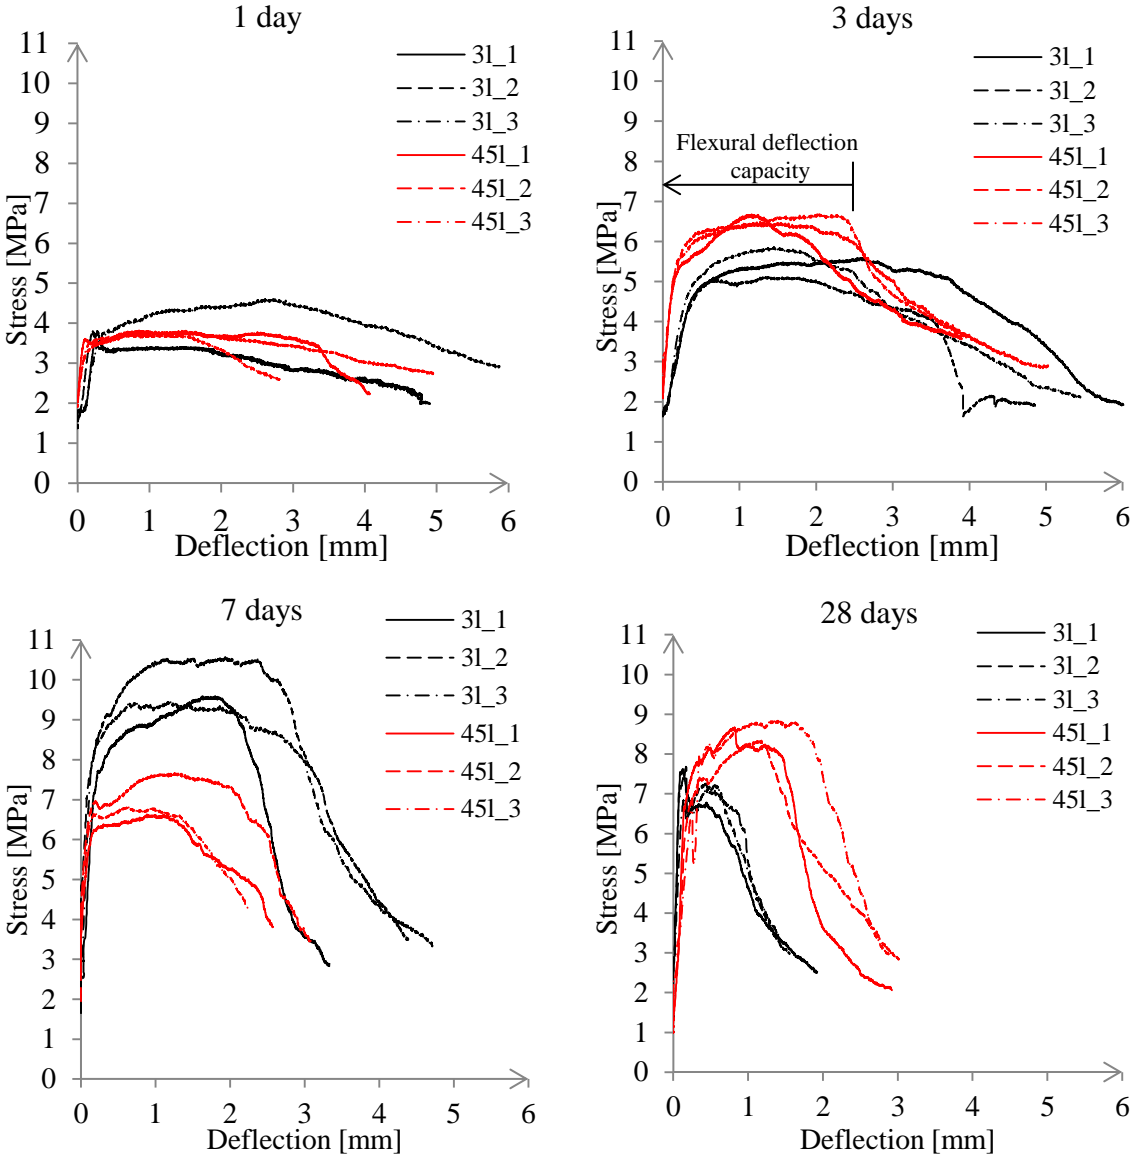 1 day
11
10
9
8
7
6
5
4
3
2
1
0
Stress [MPa]
0 1 2 3 4 5 6
Deflection [mm]
3l_1
3l_2
3l_3
45l_1
45l_2
45l_3
3 days
11
10
9
8
7
6
5
4
3
2
1
0
Stress [MPa]
Flexural deflection
capacity
0 1 2 3 4 5 6
Deflection [mm]
3l_1
3l_2
3l_3
45l_1
45l_2
45l_3
7 days
11
10
9
8
7
6
5
4
3
2
1
0
Stress [MPa]
0 1 2 3 4 5 6
Deflection [mm]
3l_1
3l_2
3l_3
45l_1
45l_2
45l_3
28 days
11
10
9
8
7
6
5
4
3
2
1
0
Stress [MPa]
0 1 2 3 4 5 6
Deflection [mm]
3l_1
3l_2
3l_3
45l_1
45l_2
45l_3